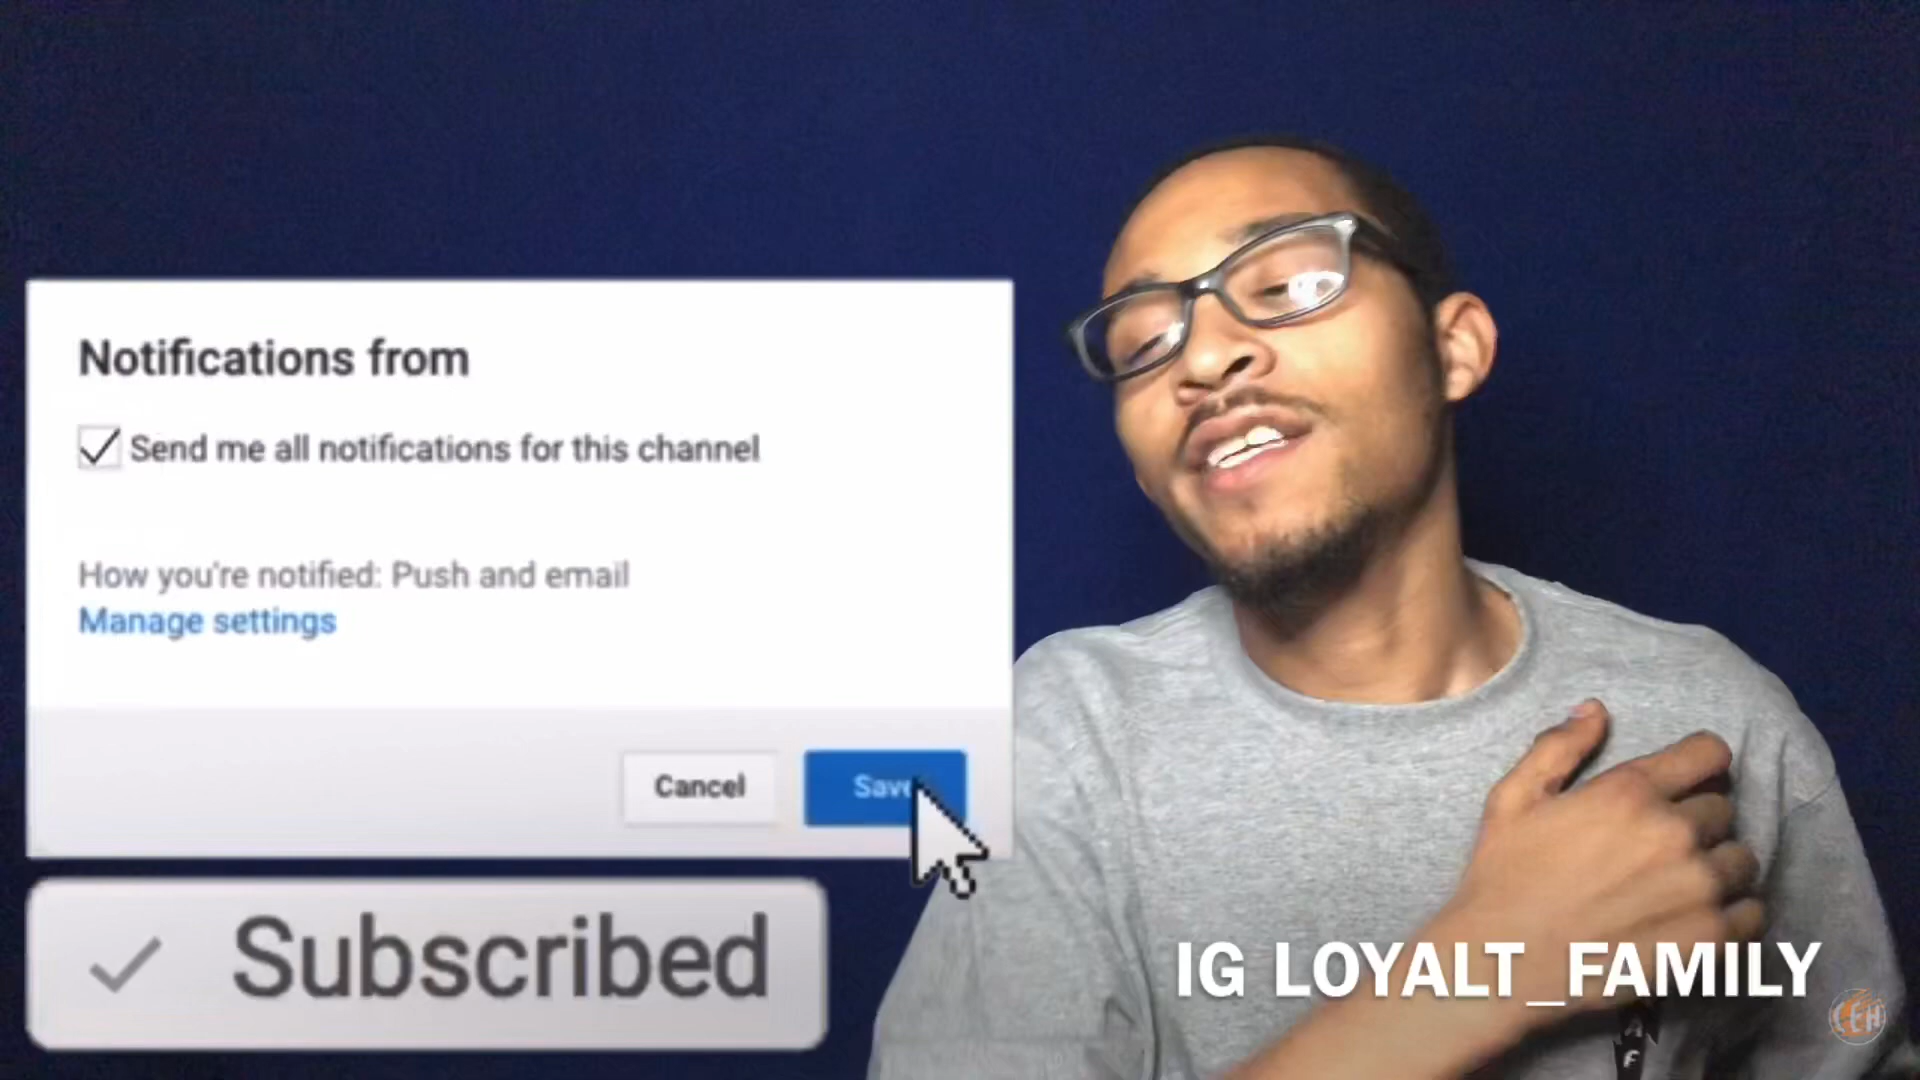 Notifications from
Send me all notifications for this channel
How you're notified: Push and email
Manage settings
Cancel
Save
Subscribed
IG LOYALT_FAMILY
A
F